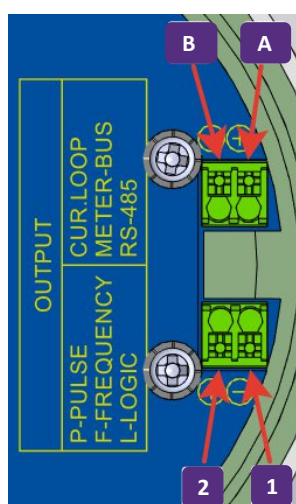 B A
OUTPUT
CUR.LOOP
METER-BUS
RS-485
P-PULSE
F-FREQUENCY
L-LOGIC
- +
- -
2 1